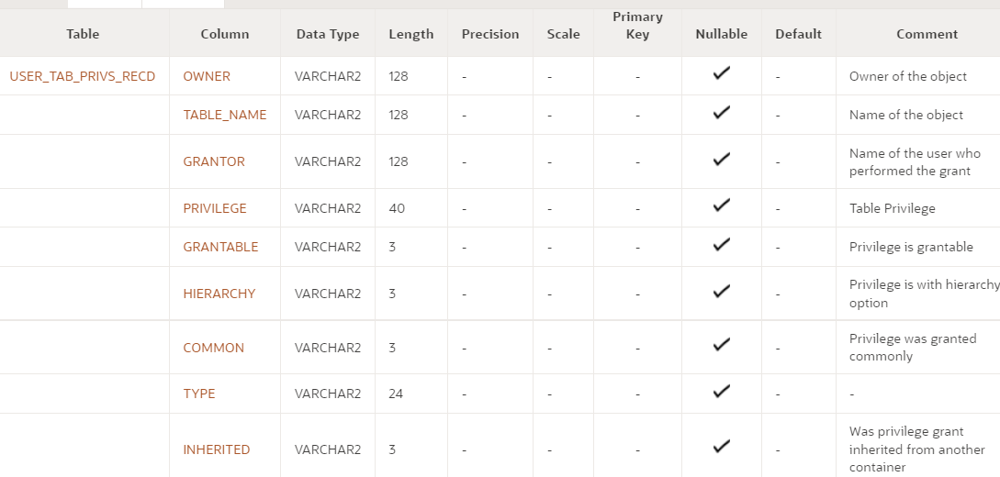 Table Column Data Type Length Precision Scale Primary Key Nullable Default Comment
USER_TAB_PRIVS_RECD OWNER VARCHAR2 128 - - - ✓ - Owner of the object
TABLE_NAME VARCHAR2 128 - - - ✓ - Name of the object
GRANTOR VARCHAR2 128 - - - ✓ - Name of the user who
performed the grant
PRIVILEGE VARCHAR2 40 - - - ✓ - Table Privilege
GRANTABLE VARCHAR2 3 - - - ✓ - Privilege is grantable
HIERARCHY VARCHAR2 3 - - - ✓ - Privilege is with hierarchy
option
COMMON VARCHAR2 3 - - - ✓ - Privilege was granted
commonly
TYPE VARCHAR2 24 - - - ✓ - -
INHERITED VARCHAR2 3 - - - ✓ - Was privilege grant
inherited from another
container